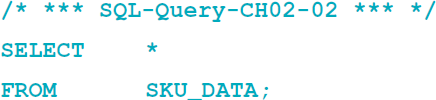 /* *** SQL-Query-CH02-02 *** */
SELECT    *
FROM      SKU_DATA;